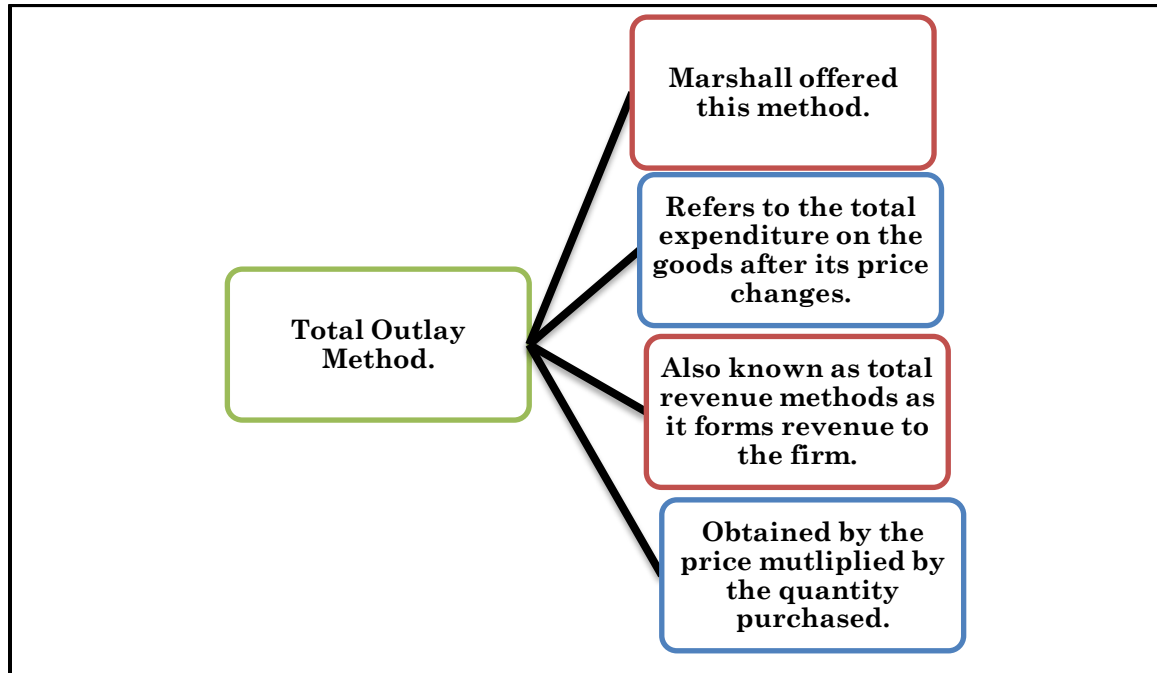 Marshall offered
this method.
Refers to the total
expenditure on the
goods after its price
changes.
Total Outlay
Method.
Also known as total
revenue methods as
it forms revenue to
the firm.
Obtained by the
price mutliplied by
the quantity
purchased.